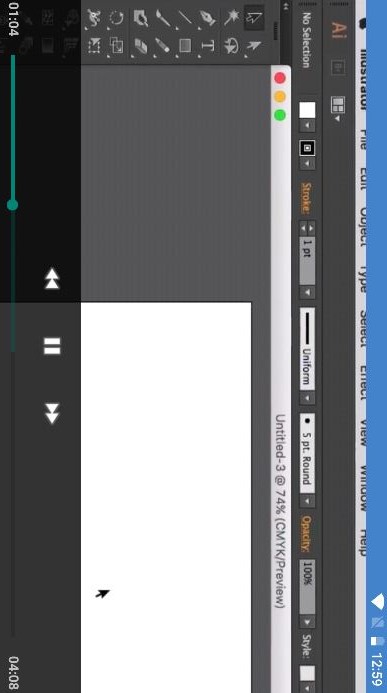 12:59
Illustrator File Edit Object Type Select Effect View Window Help
Ai Br
No Selection Stroke: 1 pt Uniform 5 pt. Round Opacity: 100% Style:
Untitled-3 @ 74% (CMYK/Preview)
T
01:04 04:08